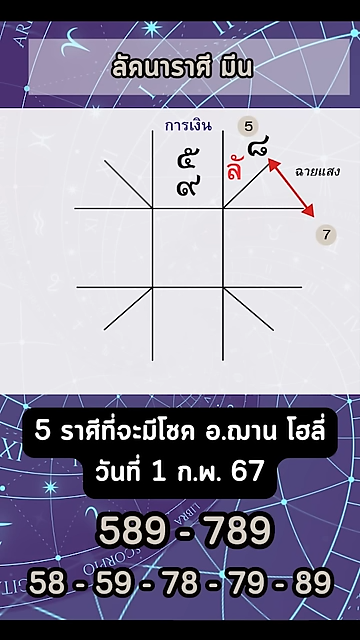 ลัคนาราศี มีน
การเงิน
5
๕
๙
ลั
๘
ฉายแสง
7
5 ราศีที่จะมีโชค อ.ฌาน โฮลี่
วันที่ 1 ก.พ. 67
589 - 789
58 - 59 - 78 - 79 - 89